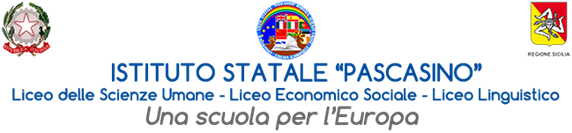 REGIONE SICILIA
ISTITUTO STATALE “PASCASINO”
Liceo delle Scienze Umane - Liceo Economico Sociale - Liceo Linguistico
Una scuola per l'Europa